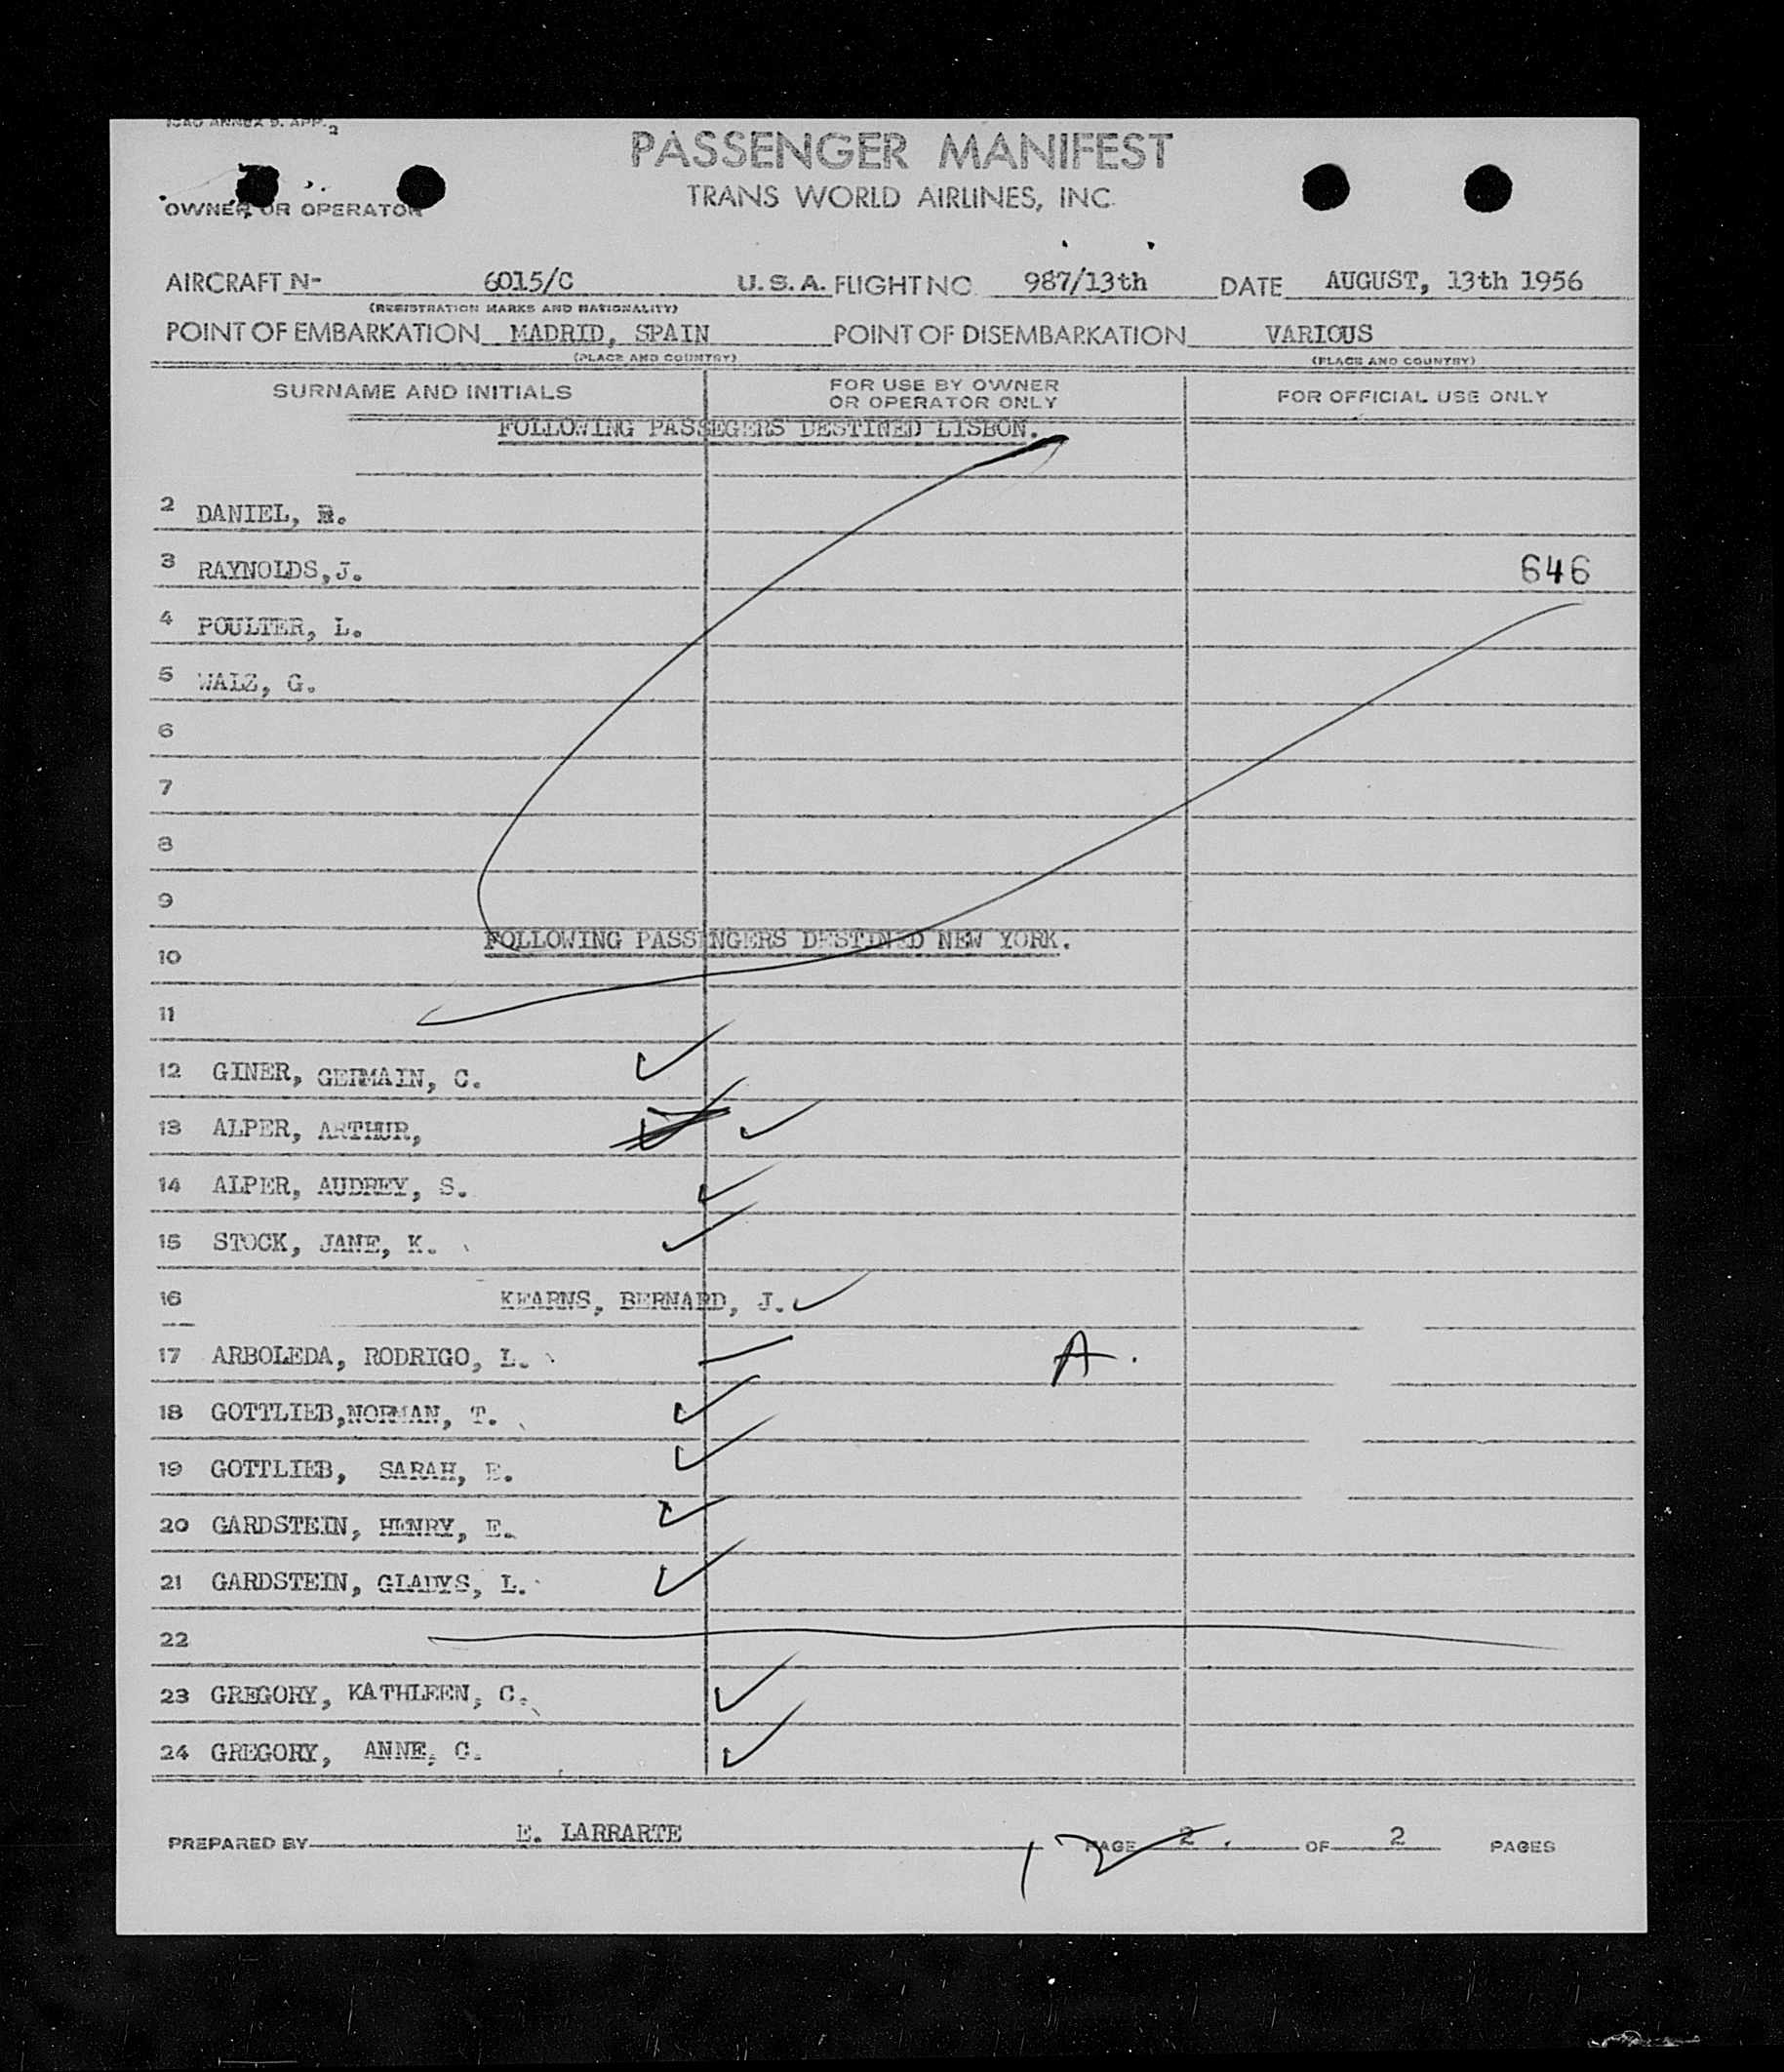 ICAO ANNEX 9. APP. 2
PASSENGER MANIFEST
TRANS WORLD AIRLINES, INC.
OWNER OR OPERATOR
AIRCRAFT N- 6015/C U.S.A. FLIGHT NO 987/13th DATE AUGUST, 13th 1956
(REGISTRATION MARKS AND NATIONALITY)
POINT OF EMBARKATION MADRID, SPAIN POINT OF DISEMBARKATION VARIOUS
(PLACE AND COUNTRY) (PLACE AND COUNTRY)
SURNAME AND INITIALS FOR USE BY OWNER OR OPERATOR ONLY FOR OFFICIAL USE ONLY
FOLLOWING PASSEGERS DESTINED LISBON.
2 DANIEL,
3 RAYNOLDS,J. 646
4 POULTER, L.
5 WALZ, G.
6
7
8
9
FOLLOWING PASSENGERS DESTINED NEW YORK.
10
11
12 GINER, GERMAIN, C.
13 ALPER, ARTHUR,
14 ALPER, AUDREY, S.
15 STOCK, JANE, K.
16 KEARNS, BERNARD, J.
17 ARBOLEDA, RODRIGO, L. A.
18 GOTTLIEB,NORMAN, T.
19 GOTTLIEB, SARAH, E.
20 GARDSTEIN, HENRY, E.
21 GARDSTEIN, GLADYS, L.
22
23 GREGORY, KATHLEEN, C.
24 GREGORY, ANNE, C.
PREPARED BY E. LARRARTE PAGE 2 OF 2 PAGES
12